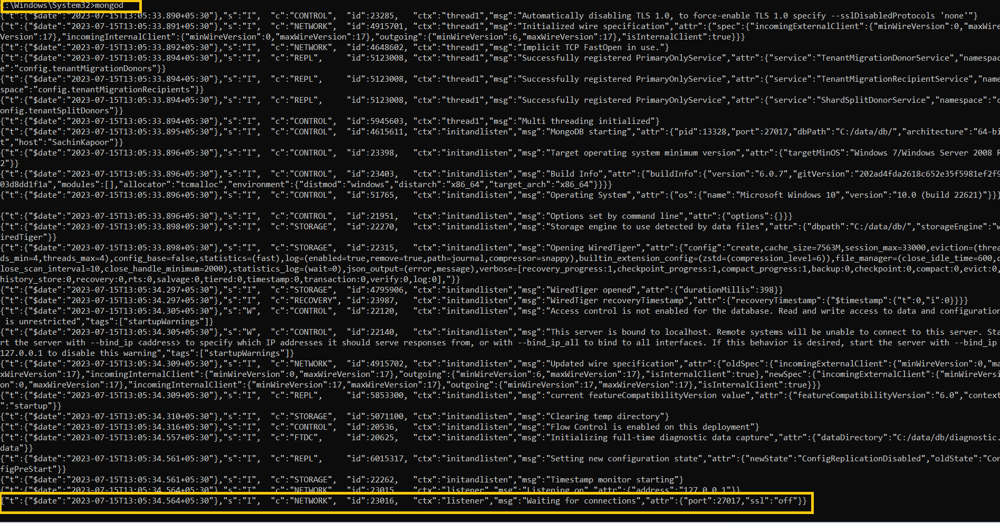 :\Windows\System32>mongod
{"t":{"$date":"2023-07-15T13:05:33.890+05:30"},"s":"I",  "c":"CONTROL",  "id":23285,   "ctx":"thread1","msg":"Automatically disabling TLS 1.0, to force-enable TLS 1.0 specify --sslDisabledProtocols 'none'"}
{"t":{"$date":"2023-07-15T13:05:33.891+05:30"},"s":"I",  "c":"NETWORK",  "id":4915701, "ctx":"thread1","msg":"Initialized wire specification","attr":{"spec":{"incomingExternalClient":{"minWireVersion":0,"maxWire
Version":17},"incomingInternalClient":{"minWireVersion":0,"maxWireVersion":17},"outgoing":{"minWireVersion":6,"maxWireVersion":17},"isInternalClient":true}}}
{"t":{"$date":"2023-07-15T13:05:33.892+05:30"},"s":"I",  "c":"NETWORK",  "id":4648602, "ctx":"thread1","msg":"Implicit TCP FastOpen in use."}
{"t":{"$date":"2023-07-15T13:05:33.894+05:30"},"s":"I",  "c":"REPL",     "id":5123008, "ctx":"thread1","msg":"Successfully registered PrimaryOnlyService","attr":{"service":"TenantMigrationDonorService","namespac
e":"config.tenantMigrationDonors"}}
{"t":{"$date":"2023-07-15T13:05:33.894+05:30"},"s":"I",  "c":"REPL",     "id":5123008, "ctx":"thread1","msg":"Successfully registered PrimaryOnlyService","attr":{"service":"TenantMigrationRecipientService","name
space":"config.tenantMigrationRecipients"}}
{"t":{"$date":"2023-07-15T13:05:33.894+05:30"},"s":"I",  "c":"REPL",     "id":5123008, "ctx":"thread1","msg":"Successfully registered PrimaryOnlyService","attr":{"service":"ShardSplitDonorService","namespace":"c
onfig.tenantSplitDonors"}}
{"t":{"$date":"2023-07-15T13:05:33.894+05:30"},"s":"I",  "c":"CONTROL",  "id":5945603, "ctx":"thread1","msg":"Multi threading initialized"}
{"t":{"$date":"2023-07-15T13:05:33.895+05:30"},"s":"I",  "c":"CONTROL",  "id":4615611, "ctx":"initandlisten","msg":"MongoDB starting","attr":{"pid":13328,"port":27017,"dbPath":"C:/data/db/","architecture":"64-bi
t","host":"SachinKapoor"}}
{"t":{"$date":"2023-07-15T13:05:33.896+05:30"},"s":"I",  "c":"CONTROL",  "id":23398,   "ctx":"initandlisten","msg":"Target operating system minimum version","attr":{"targetMinOS":"Windows 7/Windows Server 2008 R
2"}}
{"t":{"$date":"2023-07-15T13:05:33.896+05:30"},"s":"I",  "c":"CONTROL",  "id":23403,   "ctx":"initandlisten","msg":"Build Info","attr":{"buildInfo":{"version":"6.0.7","gitVersion":"202ad4fda2618c652e35f5981ef2f9
03d8dd1f1a","modules":[],"allocator":"tcmalloc","environment":{"distmod":"windows","distarch":"x86_64","target_arch":"x86_64"}}}}
{"t":{"$date":"2023-07-15T13:05:33.896+05:30"},"s":"I",  "c":"CONTROL",  "id":51765,   "ctx":"initandlisten","msg":"Operating System","attr":{"os":{"name":"Microsoft Windows 10","version":"10.0 (build 22621)"}}}
{"t":{"$date":"2023-07-15T13:05:33.896+05:30"},"s":"I",  "c":"CONTROL",  "id":21951,   "ctx":"initandlisten","msg":"Options set by command line","attr":{"options":{}}}
{"t":{"$date":"2023-07-15T13:05:33.898+05:30"},"s":"I",  "c":"STORAGE",  "id":22270,   "ctx":"initandlisten","msg":"Storage engine to use detected by data files","attr":{"dbpath":"C:/data/db/","storageEngine":"w
iredTiger"}}
{"t":{"$date":"2023-07-15T13:05:33.898+05:30"},"s":"I",  "c":"STORAGE",  "id":22315,   "ctx":"initandlisten","msg":"Opening WiredTiger","attr":{"config":"create,cache_size=7563M,session_max=33000,eviction=(threa
ds_min=4,threads_max=4),config_base=false,statistics=(fast),log=(enabled=true,remove=true,path=journal,compressor=snappy),builtin_extension_config=(zstd=(compression_level=6)),file_manager=(close_idle_time=600,c
lose_scan_interval=10,close_handle_minimum=2000),statistics_log=(wait=0),json_output=(error,message),verbose=[recovery_progress:1,checkpoint_progress:1,compact_progress:1,backup:0,checkpoint:0,compact:0,evict:0,
history_store:0,recovery:0,rts:0,salvage:0,tiered:0,timestamp:0,transaction:0,verify:0,log:0],"}}
{"t":{"$date":"2023-07-15T13:05:34.297+05:30"},"s":"I",  "c":"STORAGE",  "id":4795906, "ctx":"initandlisten","msg":"WiredTiger opened","attr":{"durationMillis":398}}
{"t":{"$date":"2023-07-15T13:05:34.297+05:30"},"s":"I",  "c":"RECOVERY", "id":23987,   "ctx":"initandlisten","msg":"WiredTiger recoveryTimestamp","attr":{"recoveryTimestamp":{"$timestamp":{"t":0,"i":0}}}}
{"t":{"$date":"2023-07-15T13:05:34.305+05:30"},"s":"W",  "c":"CONTROL",  "id":22120,   "ctx":"initandlisten","msg":"Access control is not enabled for the database. Read and write access to data and configuration
 is unrestricted","tags":["startupWarnings"]}
{"t":{"$date":"2023-07-15T13:05:34.305+05:30"},"s":"W",  "c":"CONTROL",  "id":22140,   "ctx":"initandlisten","msg":"This server is bound to localhost. Remote systems will be unable to connect to this server. Sta
rt the server with --bind_ip <address> to specify which IP addresses it should serve responses from, or with --bind_ip_all to bind to all interfaces. If this behavior is desired, start the server with --bind_ip
127.0.0.1 to disable this warning","tags":["startupWarnings"]}
{"t":{"$date":"2023-07-15T13:05:34.309+05:30"},"s":"I",  "c":"NETWORK",  "id":4915702, "ctx":"initandlisten","msg":"Updated wire specification","attr":{"oldSpec":{"incomingExternalClient":{"minWireVersion":0,"ma
xWireVersion":17},"incomingInternalClient":{"minWireVersion":0,"maxWireVersion":17},"outgoing":{"minWireVersion":6,"maxWireVersion":17},"isInternalClient":true},"newSpec":{"incomingExternalClient":{"minWireVersi
on":0,"maxWireVersion":17},"incomingInternalClient":{"minWireVersion":17,"maxWireVersion":17},"outgoing":{"minWireVersion":17,"maxWireVersion":17},"isInternalClient":true}}}
{"t":{"$date":"2023-07-15T13:05:34.309+05:30"},"s":"I",  "c":"REPL",     "id":5853300, "ctx":"initandlisten","msg":"current featureCompatibilityVersion value","attr":{"featureCompatibilityVersion":"6.0","context
":"startup"}}
{"t":{"$date":"2023-07-15T13:05:34.310+05:30"},"s":"I",  "c":"STORAGE",  "id":5071100, "ctx":"initandlisten","msg":"Clearing temp directory"}
{"t":{"$date":"2023-07-15T13:05:34.316+05:30"},"s":"I",  "c":"CONTROL",  "id":20536,   "ctx":"initandlisten","msg":"Flow Control is enabled on this deployment"}
{"t":{"$date":"2023-07-15T13:05:34.557+05:30"},"s":"I",  "c":"FTDC",     "id":20625,   "ctx":"initandlisten","msg":"Initializing full-time diagnostic data capture","attr":{"dataDirectory":"C:/data/db/diagnostic.
data"}}
{"t":{"$date":"2023-07-15T13:05:34.561+05:30"},"s":"I",  "c":"REPL",     "id":6015317, "ctx":"initandlisten","msg":"Setting new configuration state","attr":{"newState":"ConfigReplicationDisabled","oldState":"Con
figPreStart"}}
{"t":{"$date":"2023-07-15T13:05:34.561+05:30"},"s":"I",  "c":"STORAGE",  "id":22262,   "ctx":"initandlisten","msg":"Timestamp monitor starting"}
{"t":{"$date":"2023-07-15T13:05:34.564+05:30"},"s":"I",  "c":"NETWORK",  "id":23015,   "ctx":"listener","msg":"Listening on","attr":{"address":"127.0.0.1"}}
{"t":{"$date":"2023-07-15T13:05:34.564+05:30"},"s":"I",  "c":"NETWORK",  "id":23016,   "ctx":"listener","msg":"Waiting for connections","attr":{"port":27017,"ssl":"off"}}